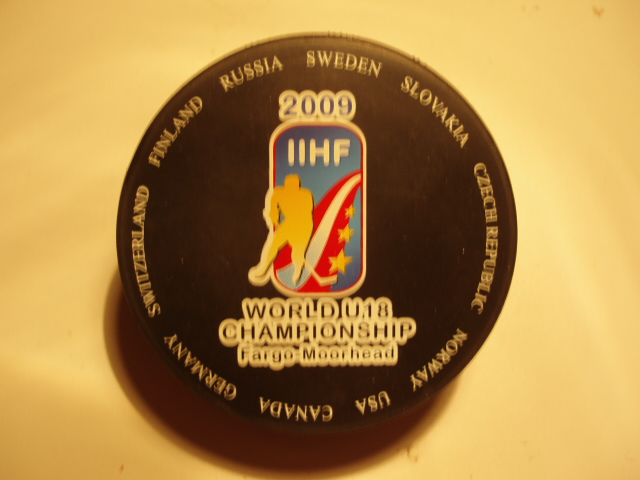 2009
IIHF
WORLD U18
CHAMPIONSHIP
Fargo-Moorhead
SWEDEN
SLOVAKIA
CZECH REPUBLIC
NORWAY
USA
CANADA
GERMANY
SWITZERLAND
FINLAND
RUSSIA